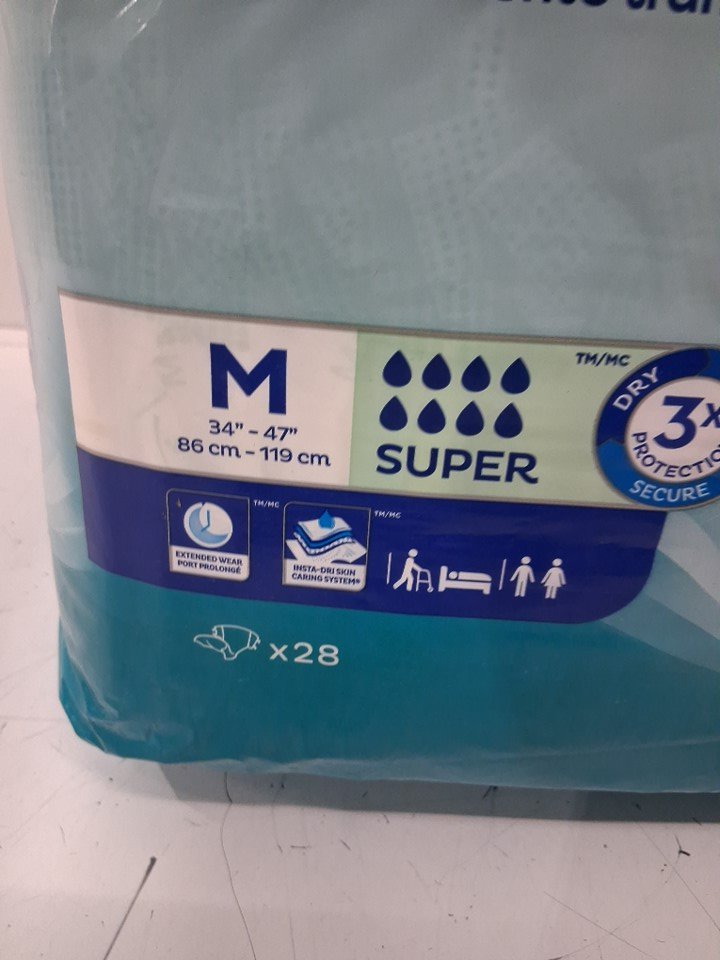 M
34" - 47"
86 cm - 119 cm
SUPER
TM/MC
DRY
3x
PROTECTIO
SECURE
TM/MC
EXTENDED WEAR
PORT PROLONGÉ
TM/MC
INSTA-DRI SKIN
CARING SYSTEM®
x28